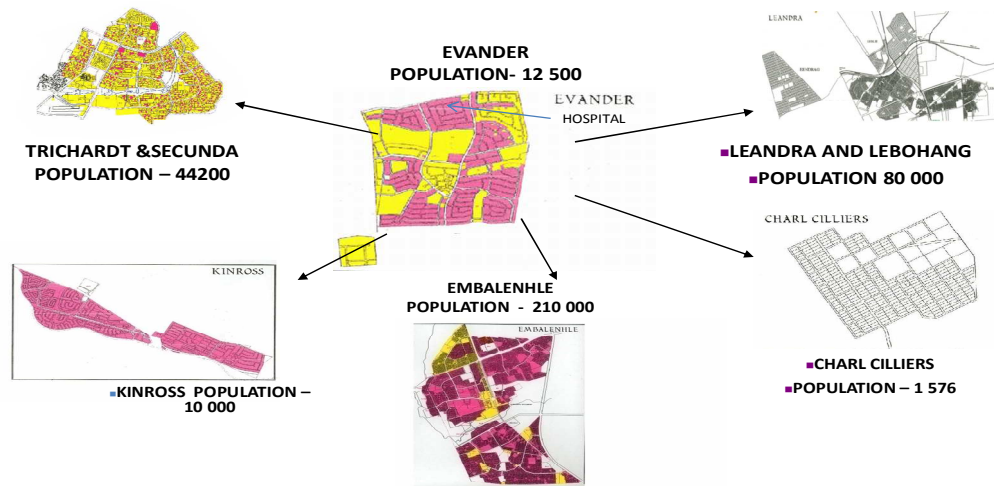 EVANDER
POPULATION- 12 500
EVANDER
HOSPITAL
TRICHARDT &SECUNDA
POPULATION – 44200
LEANDRA
▪LEANDRA AND LEBOHANG
▪POPULATION 80 000
CHARL CILLIERS
▪CHARL CILLIERS
▪POPULATION – 1 576
KINROSS
▪KINROSS POPULATION –
10 000
EMBALENHLE
POPULATION - 210 000
EMBALENHLE